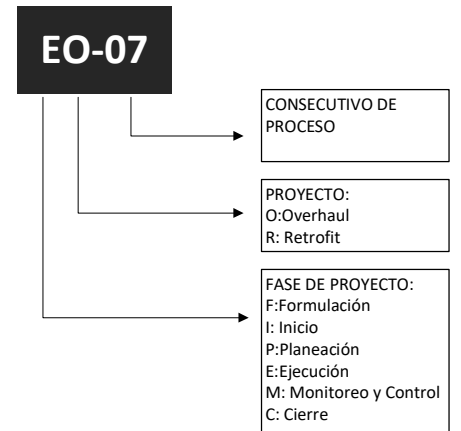 EO-07
CONSECUTIVO DE
PROCESO
PROYECTO:
O:Overhaul
R: Retrofit
FASE DE PROYECTO:
F:Formulación
I: Inicio
P:Planeación
E:Ejecución
M: Monitoreo y Control
C: Cierre